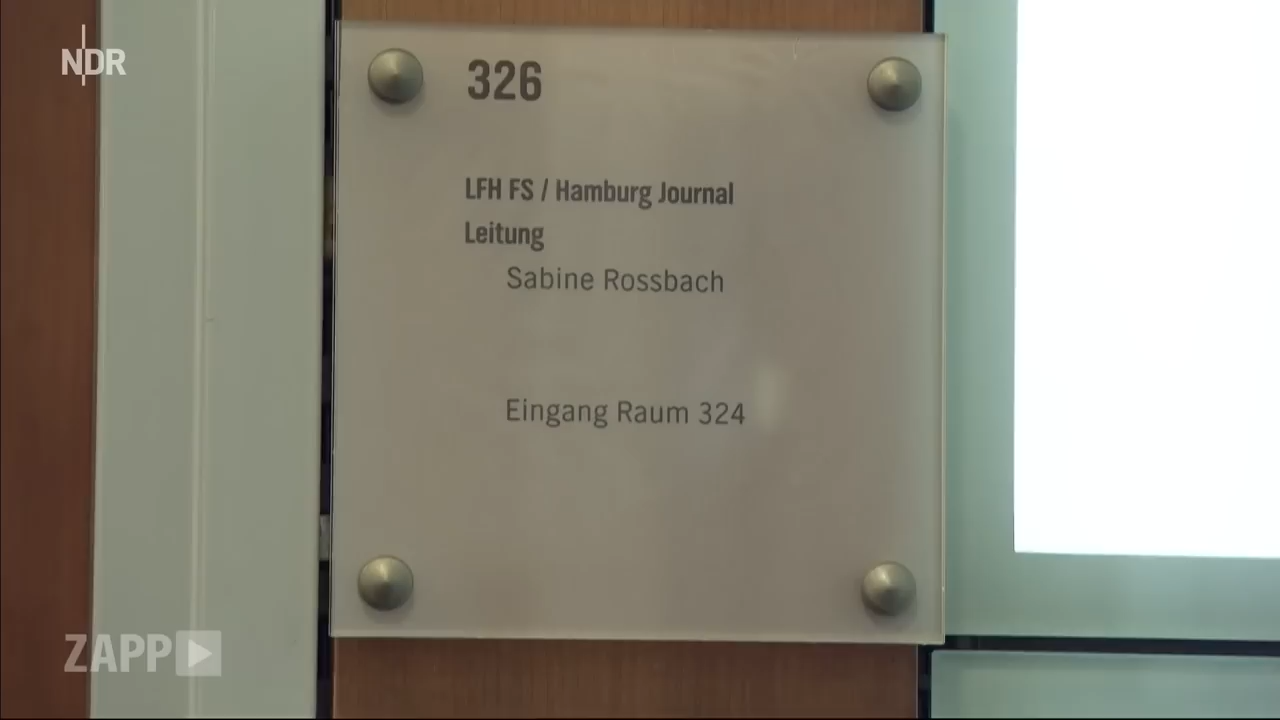 NDR
326
LFH FS / Hamburg Journal
Leitung
Sabine Rossbach
Eingang Raum 324
ZAPP